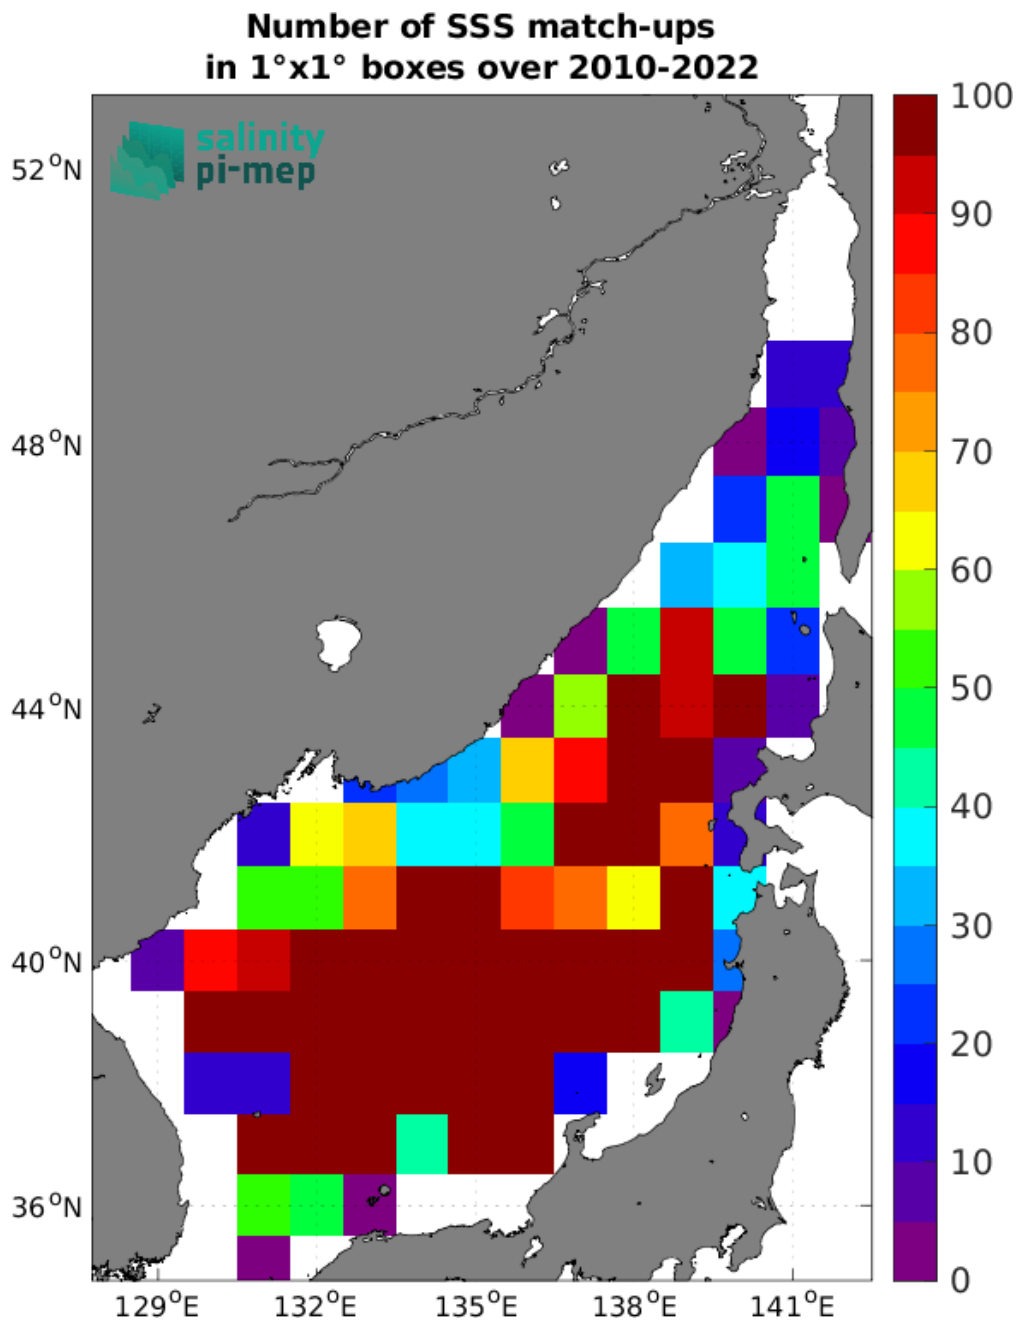 Number of SSS match-ups
in 1°x1° boxes over 2010-2022
salinity
pi-mep
52°N
48°N
44°N
40°N
36°N
129°E
132°E
135°E
138°E
141°E
100
90
80
70
60
50
40
30
20
10
0